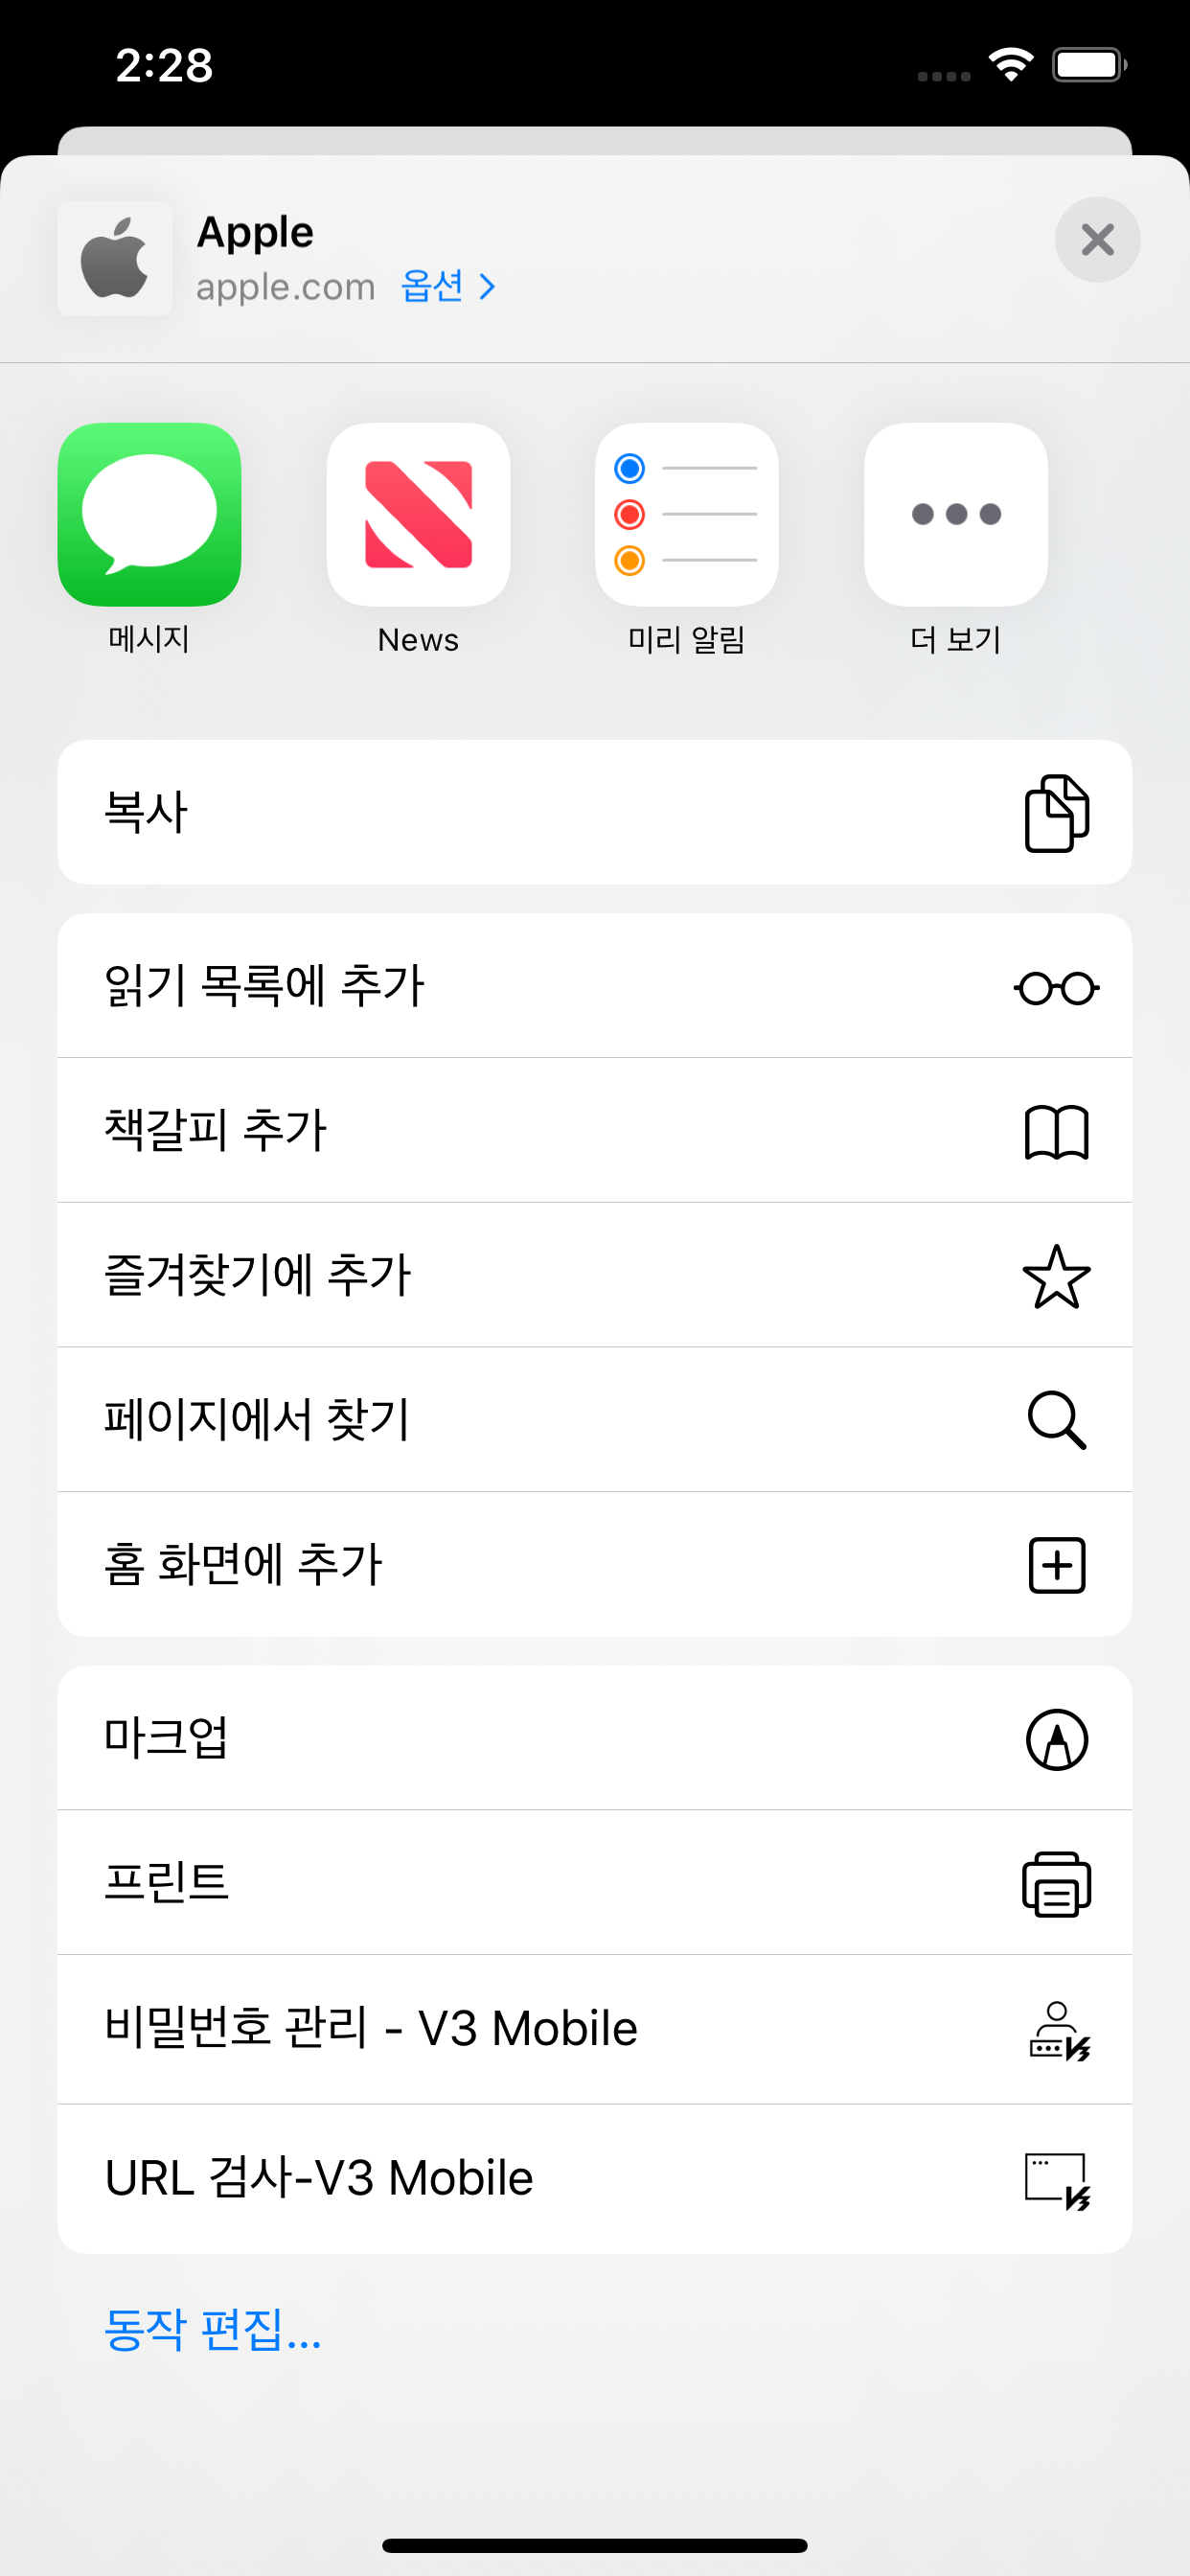 2:28
Apple
apple.com 옵션
메시지
News
미리 알림
더 보기
복사
읽기 목록에 추가
책갈피 추가
즐겨찾기에 추가
페이지에서 찾기
홈 화면에 추가
마크업
프린트
비밀번호 관리 - V3 Mobile
URL 검사-V3 Mobile
동작 편집...